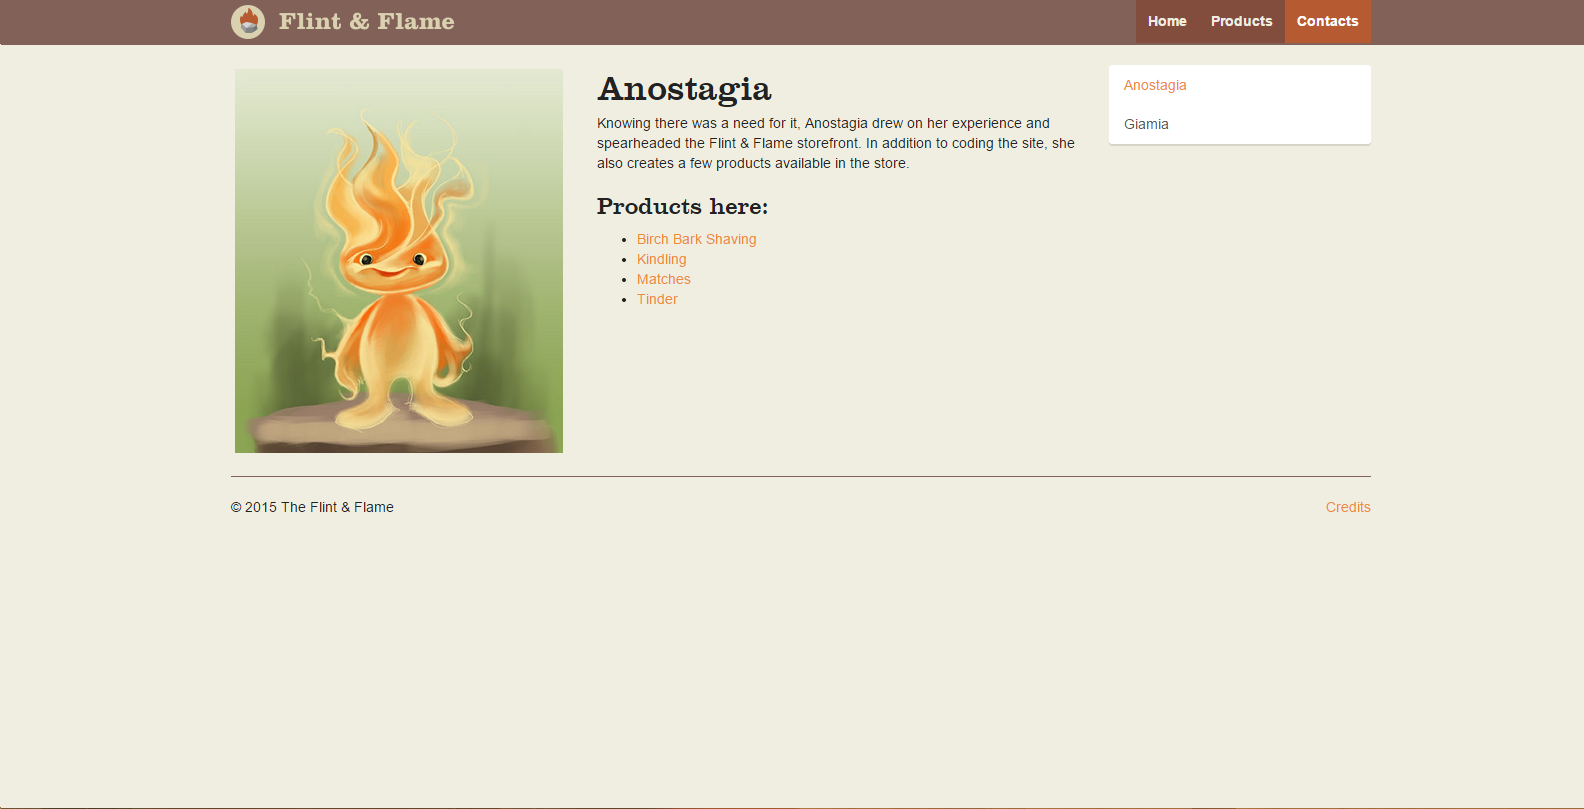 Flint & Flame
Home Products Contacts
Anostagia
Knowing there was a need for it, Anostagia drew on her experience and
spearheaded the Flint & Flame storefront. In addition to coding the site, she
also creates a few products available in the store.
Products here:
Birch Bark Shaving
Kindling
Matches
Tinder
Anostagia
Giamia
© 2015 The Flint & Flame
Credits